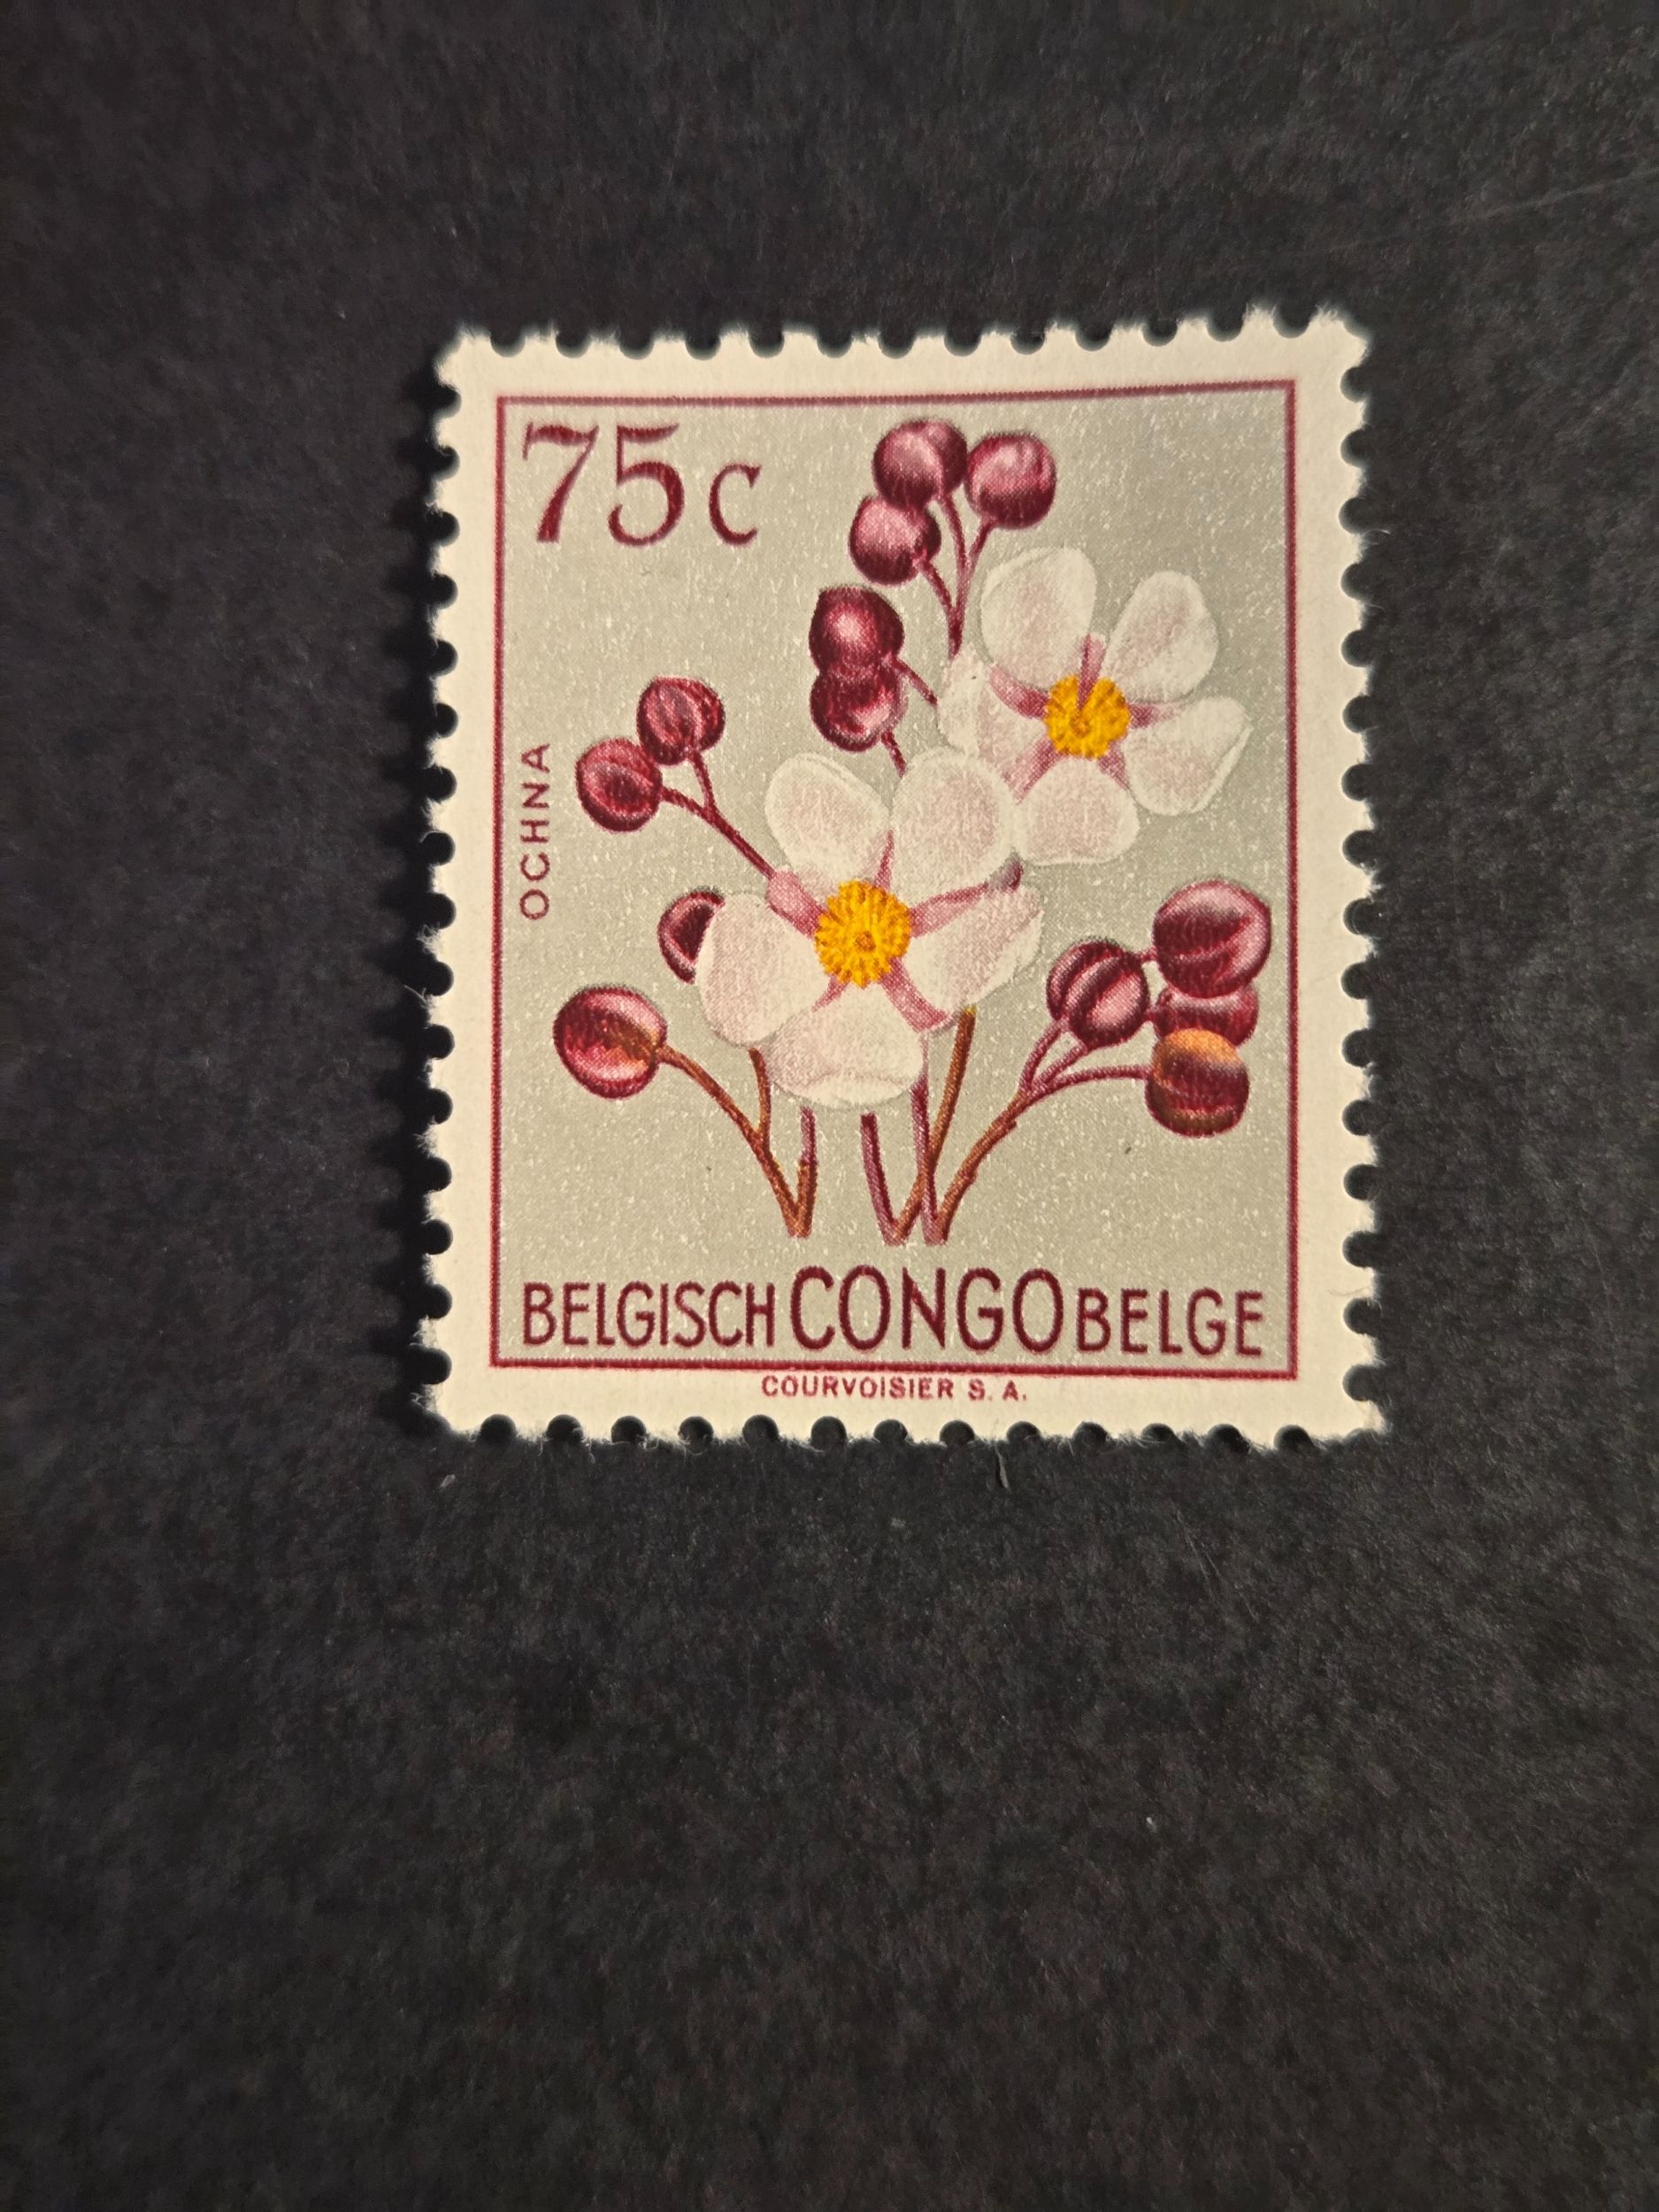 75c
OCHNA
BELGISCH CONGO BELGE
COURVOISIER S. A.